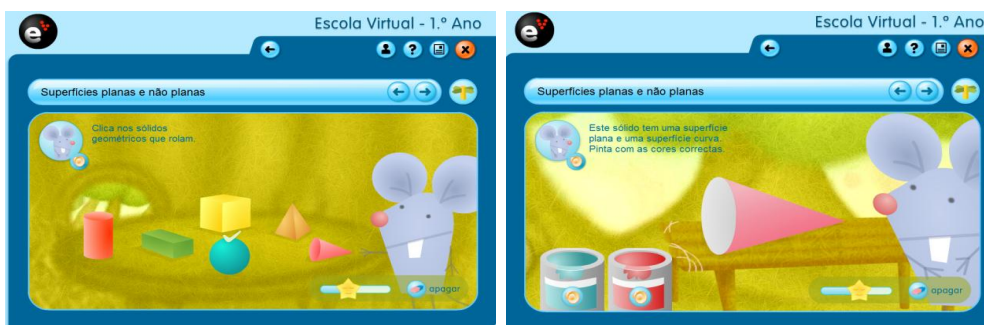 Escola Virtual - 1.º Ano
Superfícies planas e não planas
Clica nos sólidos
geométricos que rolam.
apagar
Escola Virtual - 1.º Ano
Superfícies planas e não planas
Este sólido tem uma superfície
plana e uma superfície curva.
Pinta com as cores correctas.
apagar